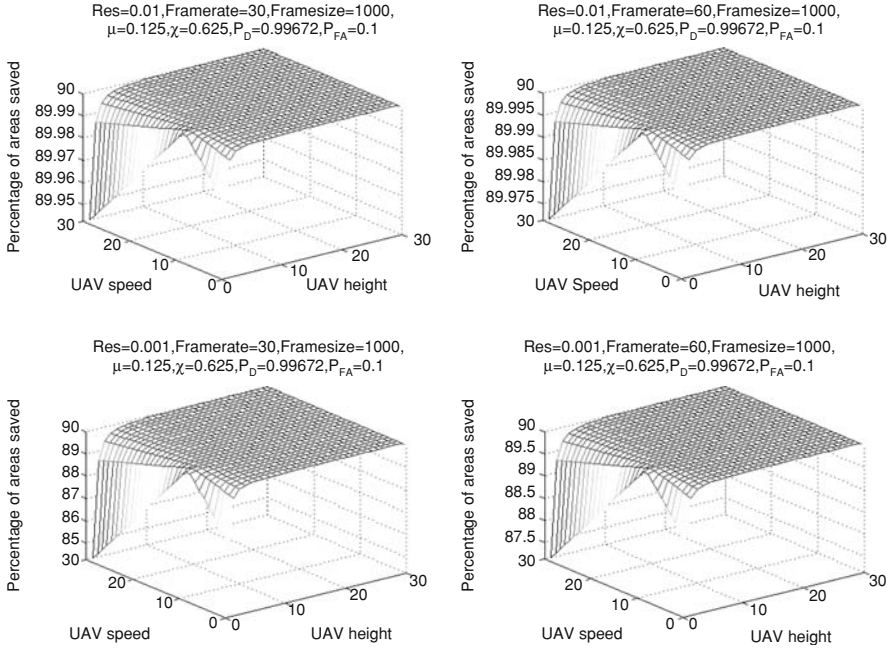 Res=0.01,Framerate=30,Framesize=1000,
μ=0.125,χ=0.625,P_D=0.99672,P_FA=0.1
Percentage of areas saved
90
89.99
89.98
89.97
89.96
89.95
30
20
10
0
UAV speed
0
10
20
30
UAV height
Res=0.01,Framerate=60,Framesize=1000,
μ=0.125,χ=0.625,P_D=0.99672,P_FA=0.1
Percentage of areas saved
90
89.995
89.99
89.985
89.98
89.975
30
20
10
0
UAV Speed
0
10
20
30
UAV height
Res=0.001,Framerate=30,Framesize=1000,
μ=0.125,χ=0.625,P_D=0.99672,P_FA=0.1
Percentage of areas saved
90
89
88
87
86
85
30
20
10
0
UAV speed
0
10
20
30
UAV height
Res=0.001,Framerate=60,Framesize=1000,
μ=0.125,χ=0.625,P_D=0.99672,P_FA=0.1
Percentage of areas saved
90
89.5
89
88.5
88
87.5
30
20
10
0
UAV speed
0
10
20
30
UAV height